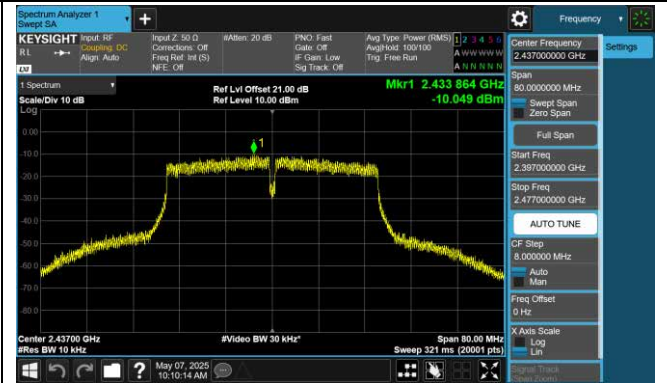 Spectrum Analyzer 1
Swept SA
+
Frequency
KEYSIGHT
RL
LXI
Input: RF
Coupling: DC
Align: Auto
Input Z: 50 Ω
Corrections: Off
Freq Ref: Int (S)
NFE: Off
#Atten: 20 dB
PNO: Fast
Gate: Off
IF Gain: Low
Sig Track: Off
Avg Type: Power (RMS)
Avg|Hold: 100/100
Trig: Free Run
1 2 3 4 5 6
A W W W W W
A N N N N N
1 Spectrum
Scale/Div 10 dB
Log
Ref Lvl Offset 21.00 dB
Ref Level 10.00 dBm
Mkr1 2.433 864 GHz
-10.049 dBm
0.00
-10.0
-20.0
-30.0
-40.0
-50.0
-60.0
-70.0
-80.0
1
Center 2.43700 GHz
#Res BW 10 kHz
#Video BW 30 kHz*
Span 80.00 MHz
Sweep 321 ms (20001 pts)
Center Frequency
2.437000000 GHz
Settings
Span
80.0000000 MHz
Swept Span
Zero Span
Full Span
Start Freq
2.397000000 GHz
Stop Freq
2.477000000 GHz
AUTO TUNE
CF Step
8.000000 MHz
Auto
Man
Freq Offset
0 Hz
X Axis Scale
Log
Lin
Signal Track
(Span Zoom)
?
May 07, 2025
10:10:14 AM